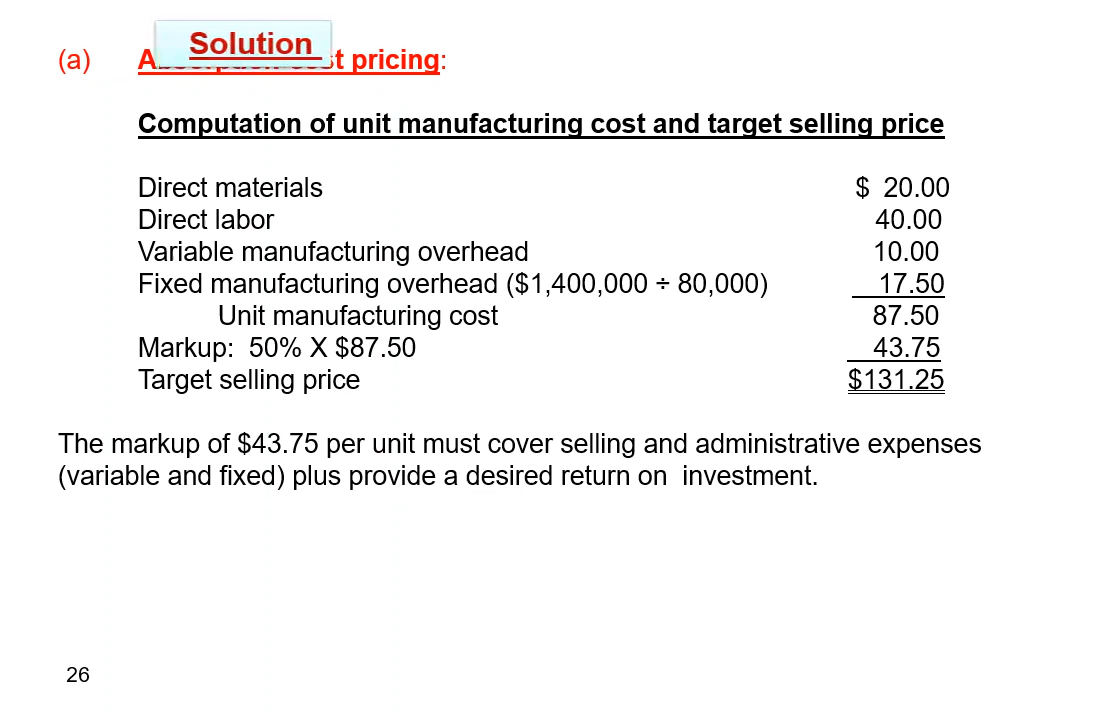 Solution
(a) pricing:
Computation of unit manufacturing cost and target selling price
Direct materials $ 20.00
Direct labor 40.00
Variable manufacturing overhead 10.00
Fixed manufacturing overhead ($1,400,000 ÷ 80,000) 17.50
Unit manufacturing cost 87.50
Markup: 50% X $87.50 43.75
Target selling price $131.25
The markup of $43.75 per unit must cover selling and administrative expenses
(variable and fixed) plus provide a desired return on investment.
26